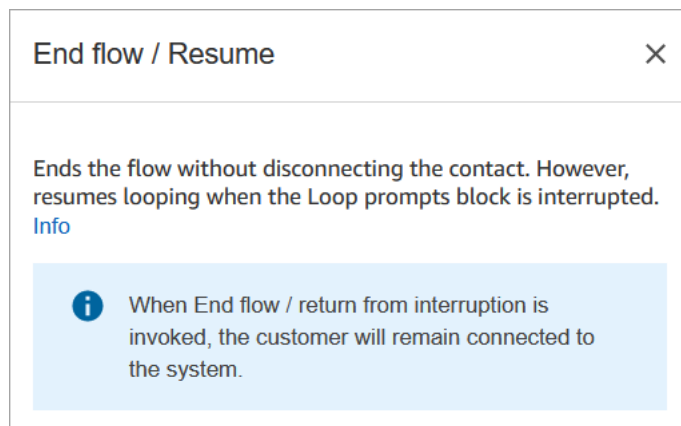 End flow / Resume
Ends the flow without disconnecting the contact. However,
resumes looping when the Loop prompts block is interrupted.
Info
When End flow / return from interruption is
invoked, the customer will remain connected to
the system.